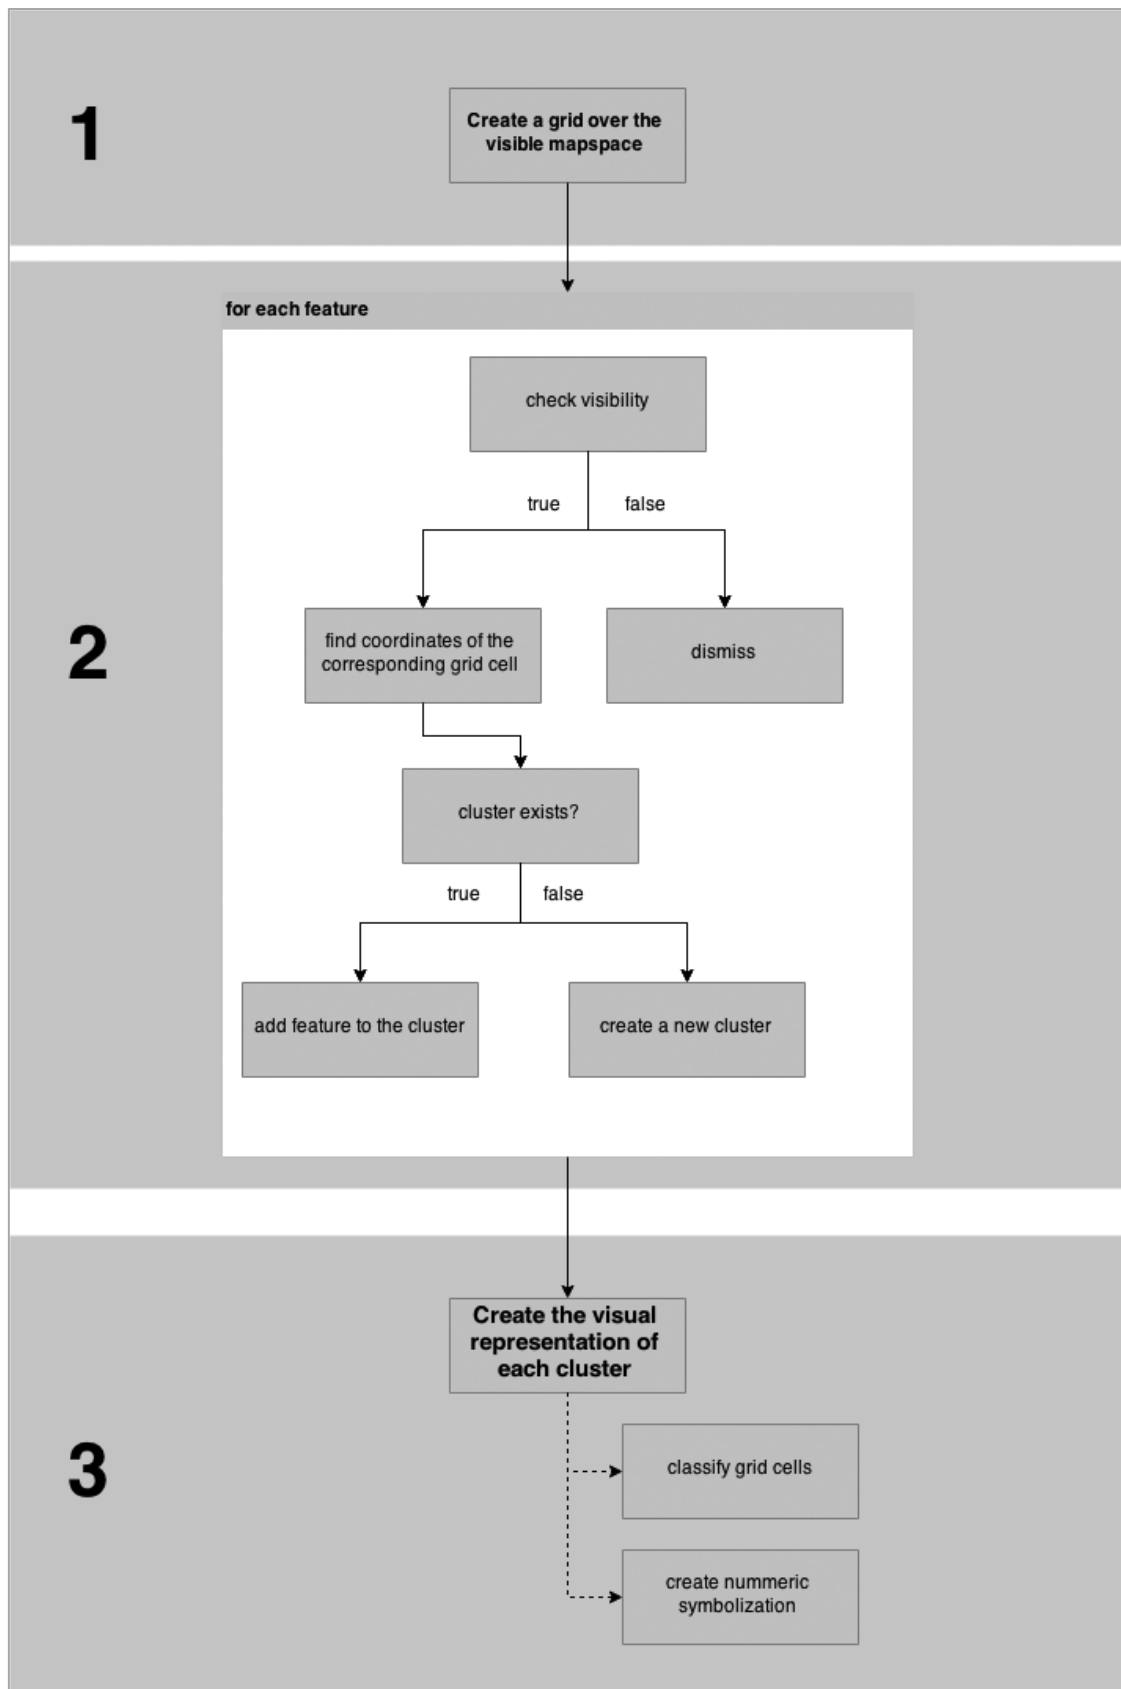 1
Create a grid over the
visible mapspace
for each feature
check visibility
true
false
2
find coordinates of the
corresponding grid cell
dismiss
cluster exists?
true
false
add feature to the cluster
create a new cluster
Create the visual
representation of
each cluster
3
classify grid cells
create nummeric
symbolization